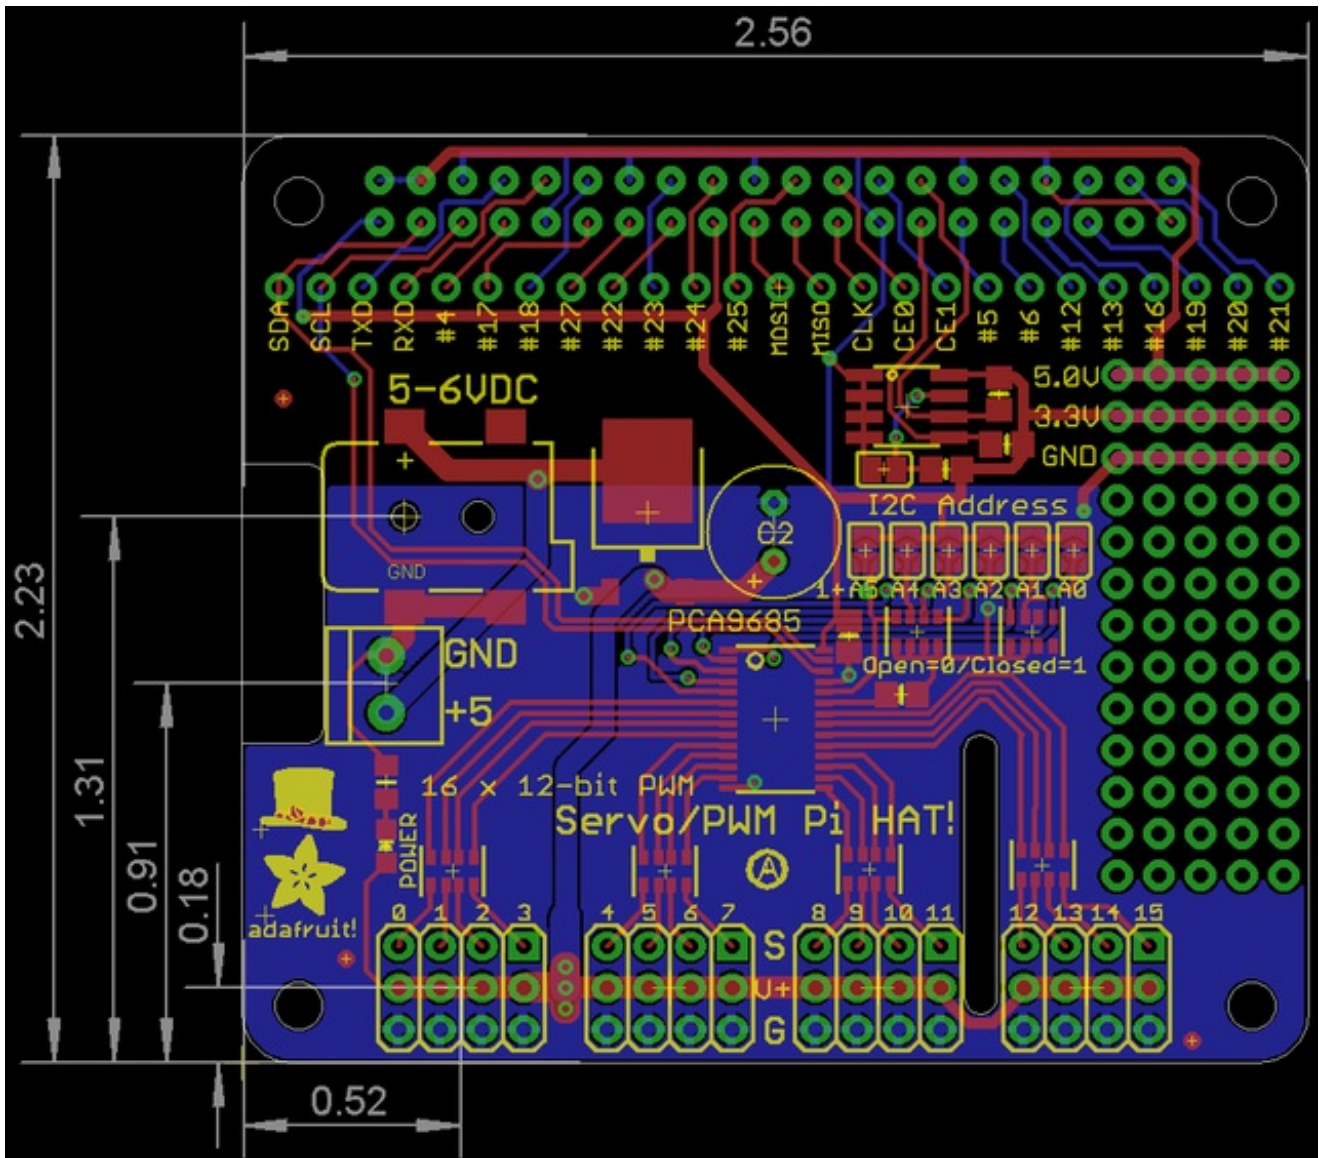 2.56
SDA SCL TXD RXD #4 #17 #18 #27 #22 #23 #24 #25 MOSI MISO CLK CE0 CE1 #5 #6 #12 #13 #16 #19 #20 #21
5-6VDC
5.0V
3.3V
GND
+
I2C Address
C2
GND
+
1+A5 A4 A3 A2 A1 A0
2.23
PCA9685
GND
Open=0/Closed=1
+5
1.31
16 x 12-bit PWM
Servo/PWM Pi HAT!
POWER
A
0.91
0.18
adafruit!
0 1 2 3 4 5 6 7 8 9 10 11 12 13 14 15
S
V+
G
0.52